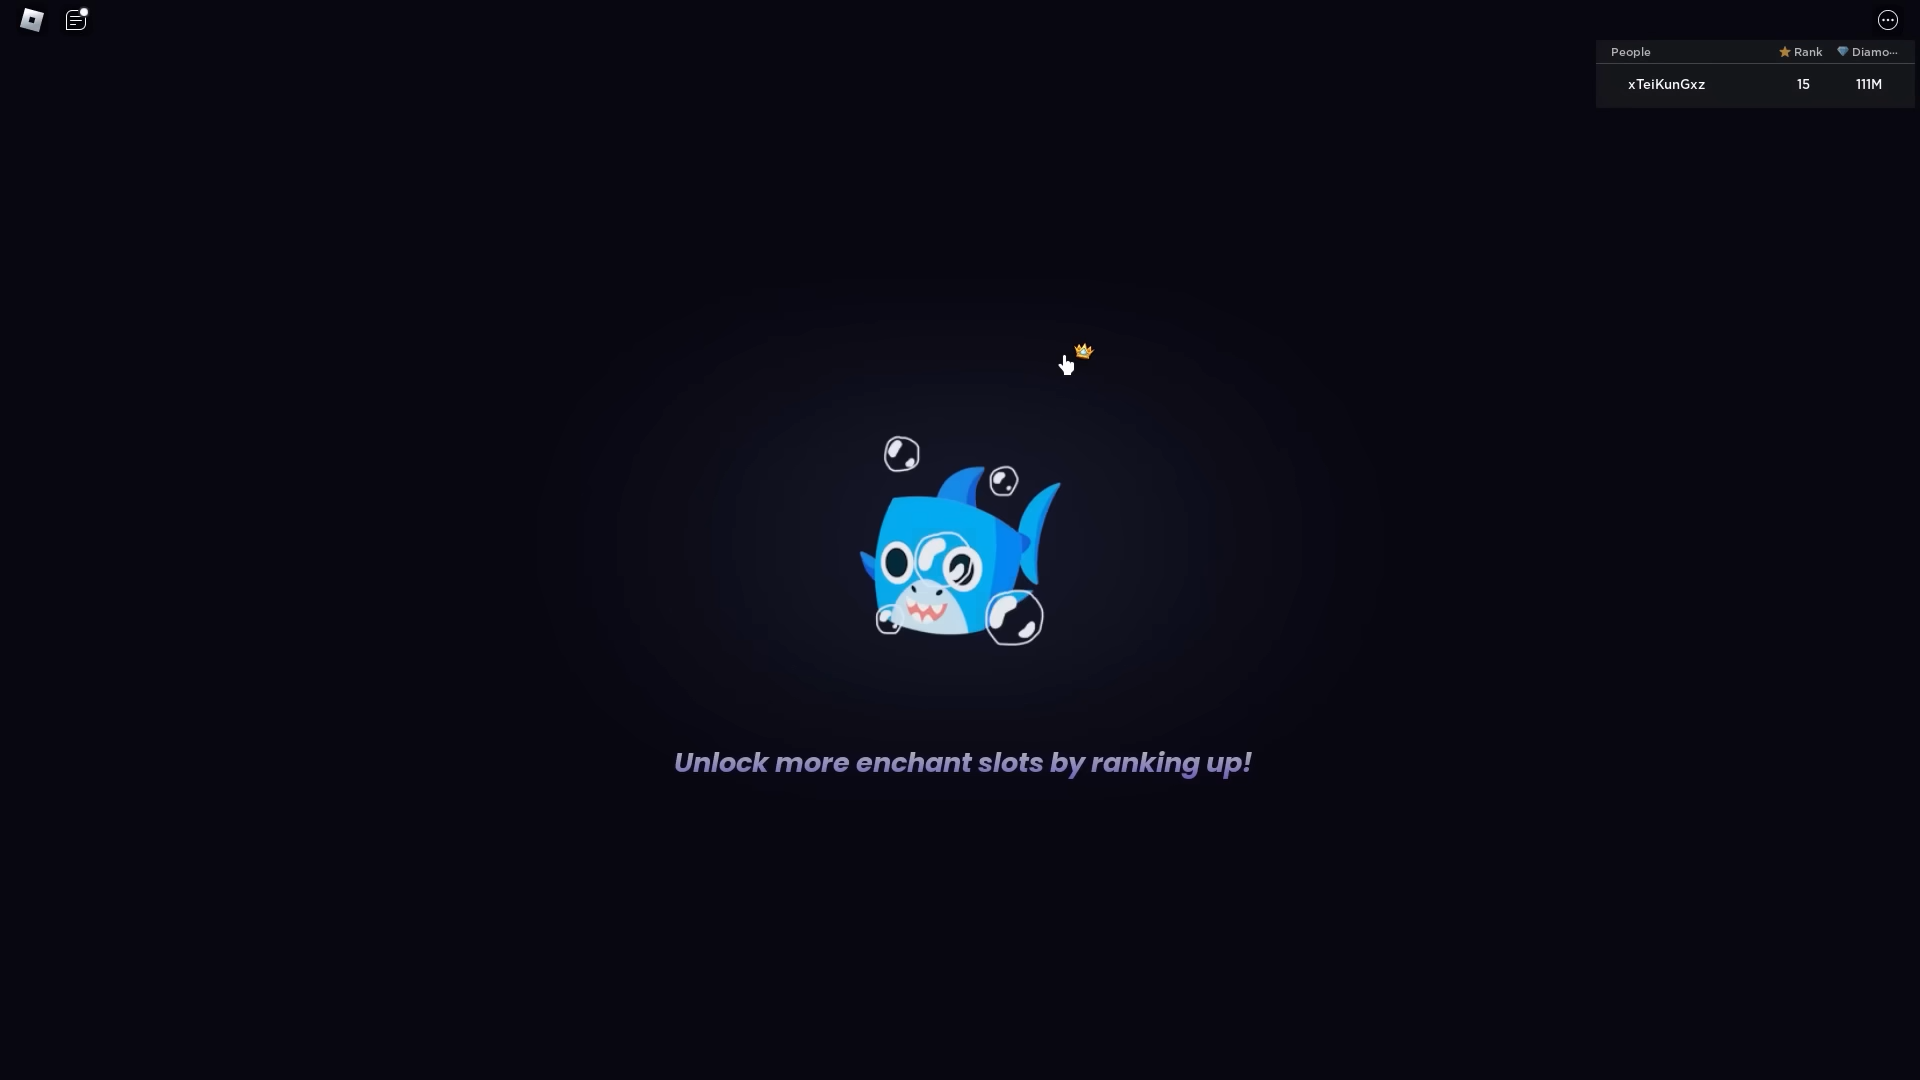 People Rank Diamo...
xTeiKunGxz 15 111M
Unlock more enchant slots by ranking up!